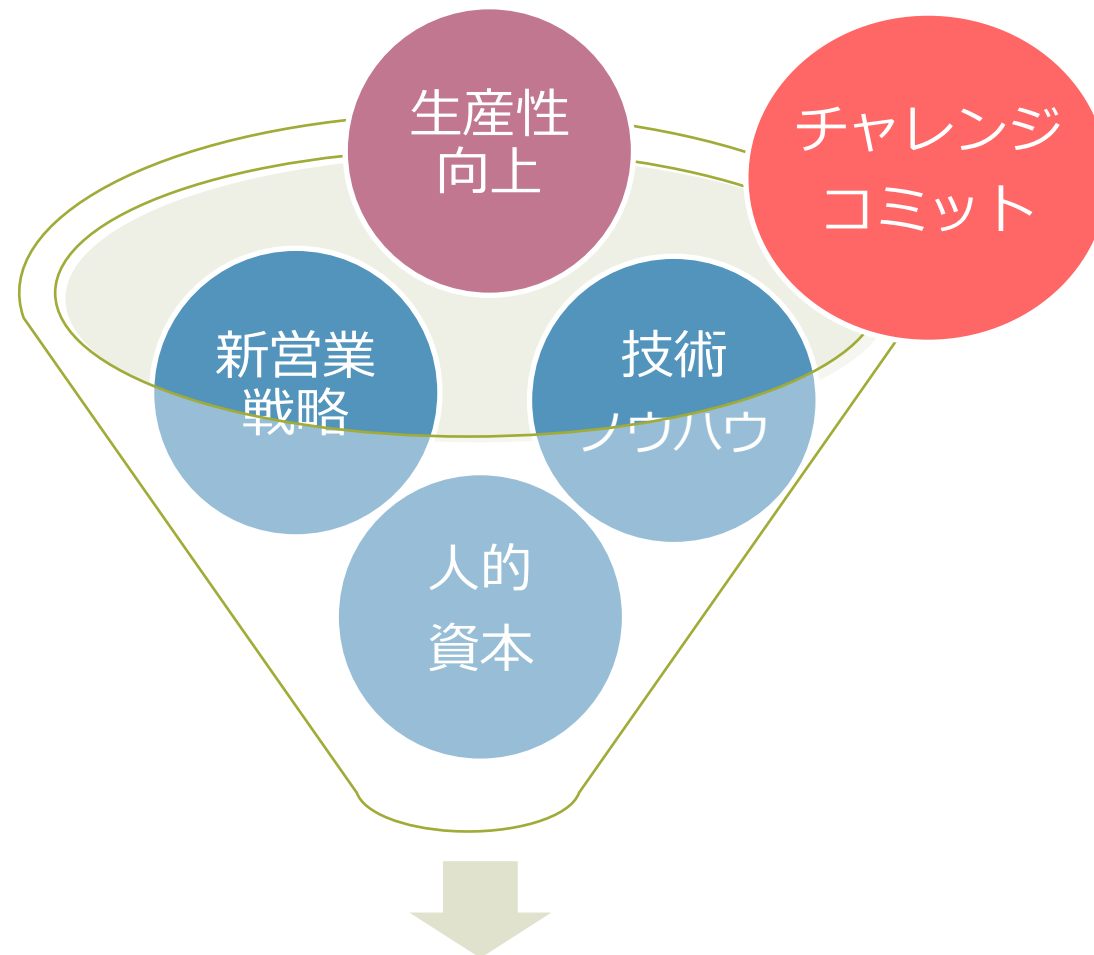 生産性
向上
チャレンジ
コミット
新営業
戦略
技術
ノウハウ
人的
資本